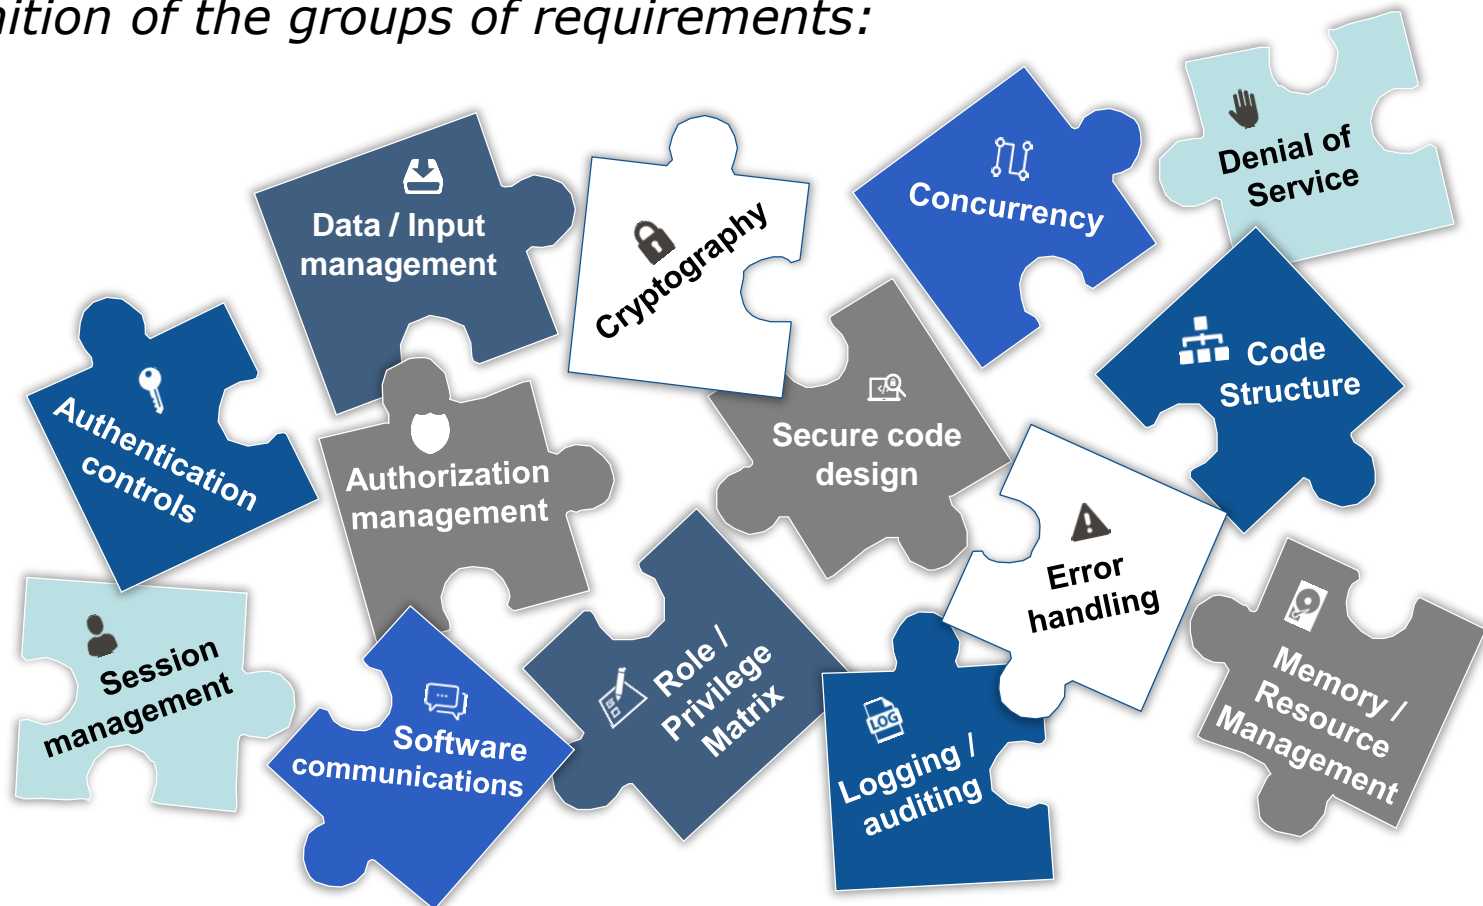 nition of the groups of requirements:
Denial of
Service
Concurrency
Data / Input
management
Cryptography
Code
Structure
Authentication
controls
Authorization
management
Secure code
design
Error
handling
Session
management
Software
communications
Role /
Privilege
Matrix
LOG
Logging /
auditing
Memory /
Resource
Management